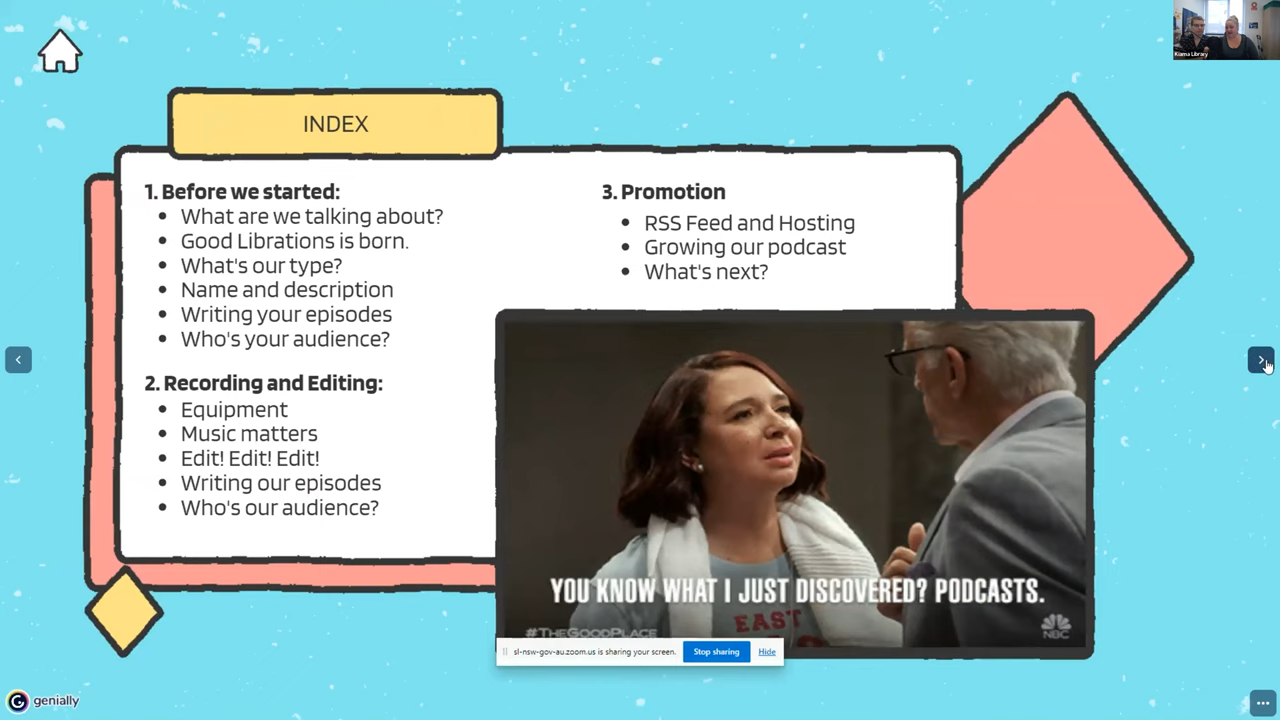 Kiama Library
INDEX
1. Before we started:
• What are we talking about?
• Good Librations is born.
• What's our type?
• Name and description
• Writing your episodes
• Who's your audience?
2. Recording and Editing:
• Equipment
• Music matters
• Edit! Edit! Edit!
• Writing our episodes
• Who's our audience?
3. Promotion
• RSS Feed and Hosting
• Growing our podcast
• What's next?
YOU KNOW WHAT I JUST DISCOVERED? PODCASTS.
EAST
#THEGOODPLACE
NBC
sl-nsw-gov-au.zoom.us is sharing your screen.
Stop sharing
Hide
genially